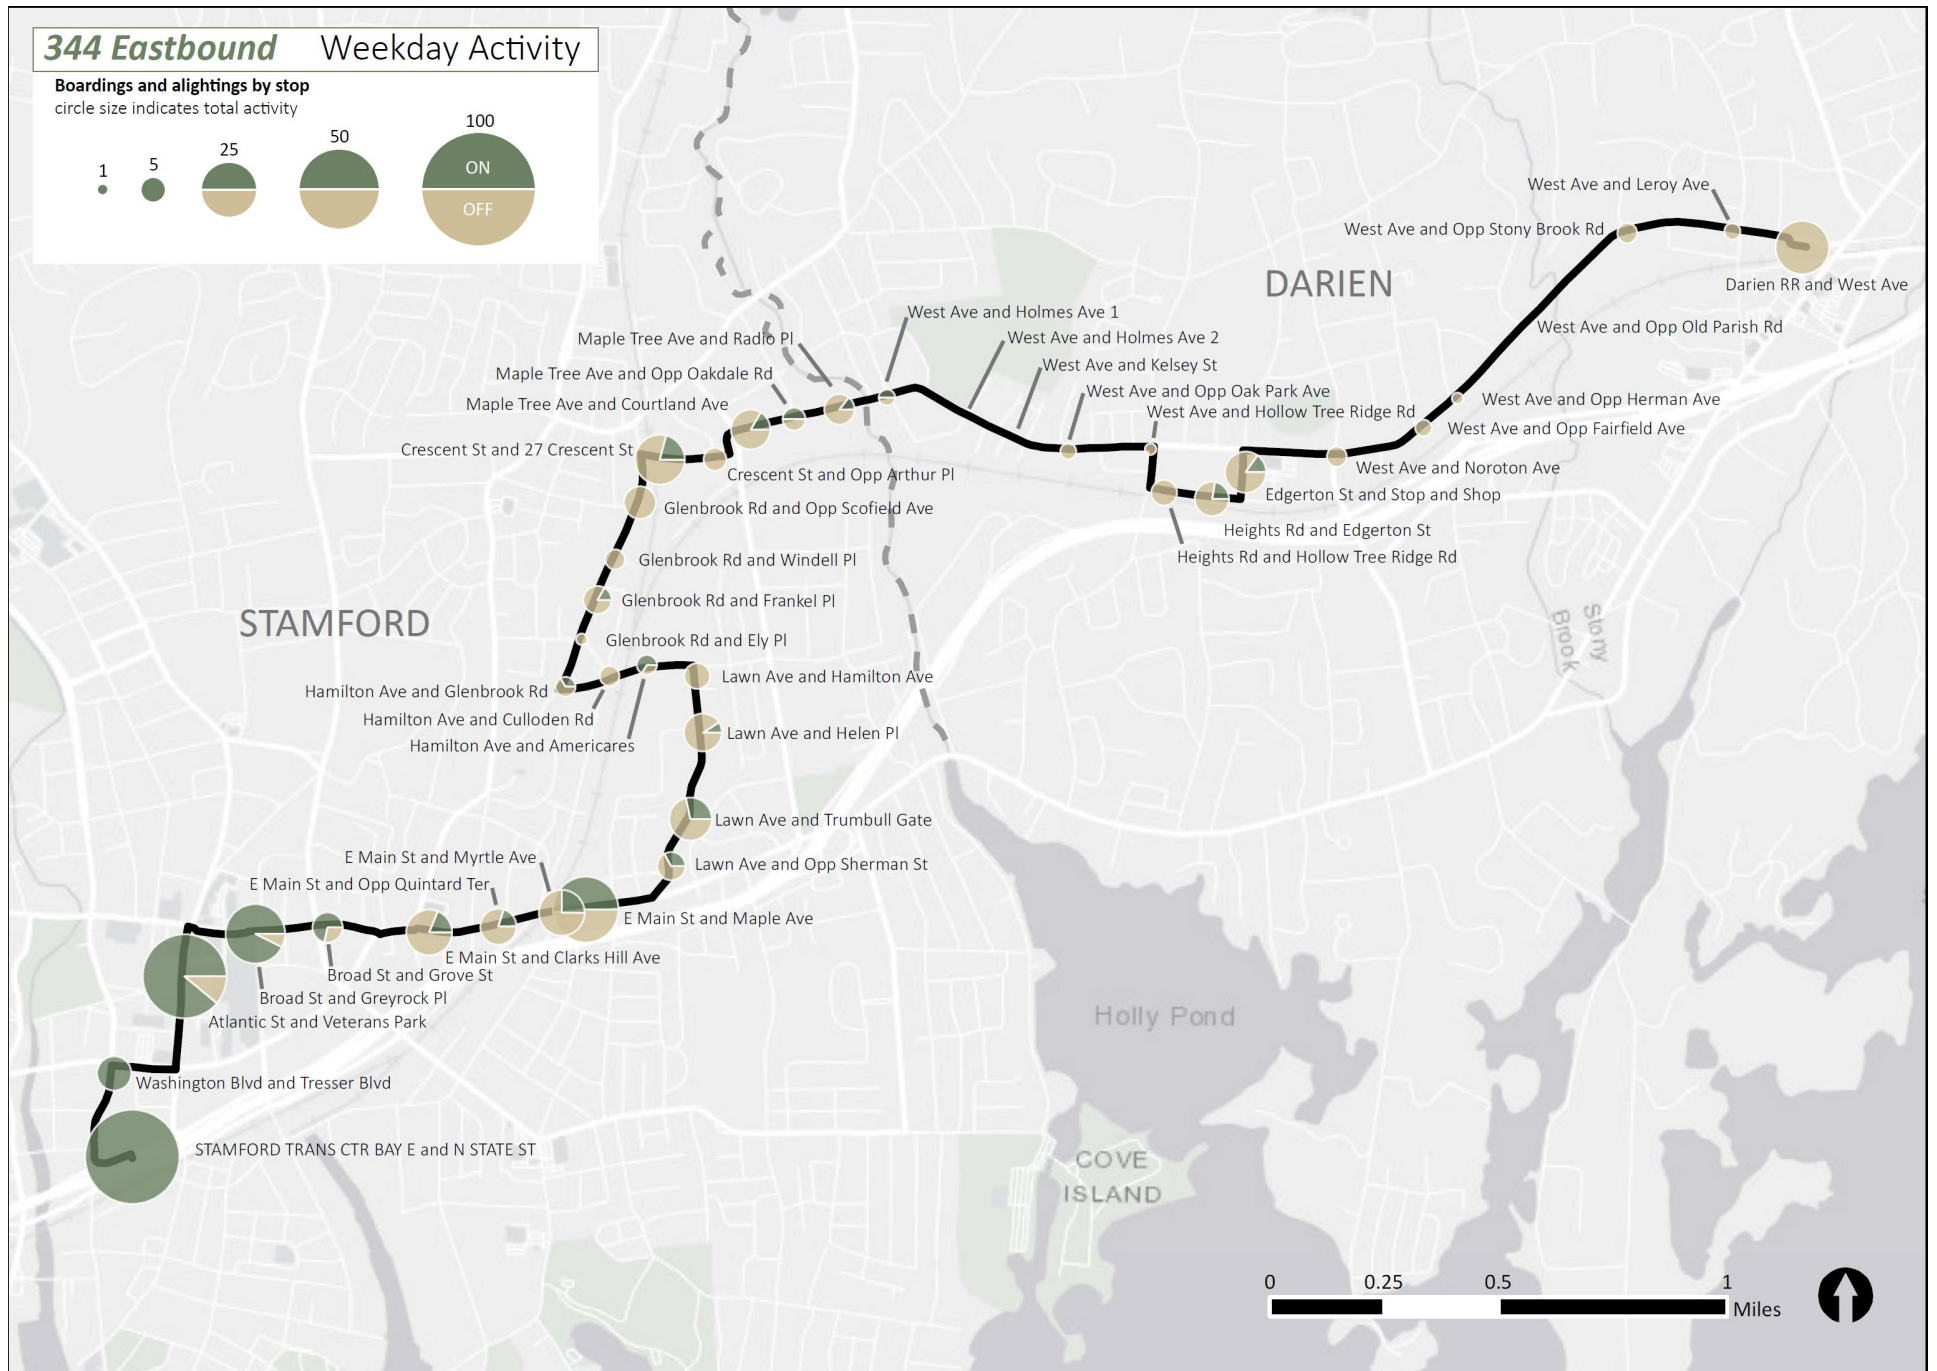 344 Eastbound Weekday Activity
Boardings and alightings by stop
circle size indicates total activity
1
5
25
50
100
ON
OFF
West Ave and Leroy Ave
West Ave and Opp Stony Brook Rd
DARIEN
Darien RR and West Ave
West Ave and Holmes Ave 1
West Ave and Opp Old Parish Rd
Maple Tree Ave and Radio Pl
West Ave and Holmes Ave 2
West Ave and Kelsey St
Maple Tree Ave and Opp Oakdale Rd
West Ave and Opp Oak Park Ave
West Ave and Opp Herman Ave
Maple Tree Ave and Courtland Ave
West Ave and Hollow Tree Ridge Rd
West Ave and Opp Fairfield Ave
Crescent St and 27 Crescent St
West Ave and Noroton Ave
Crescent St and Opp Arthur Pl
Edgerton St and Stop and Shop
Glenbrook Rd and Opp Scofield Ave
Heights Rd and Edgerton St
Heights Rd and Hollow Tree Ridge Rd
Glenbrook Rd and Windell Pl
Glenbrook Rd and Frankel Pl
STAMFORD
Stony
Brook
Glenbrook Rd and Ely Pl
Lawn Ave and Hamilton Ave
Hamilton Ave and Glenbrook Rd
Hamilton Ave and Culloden Rd
Lawn Ave and Helen Pl
Hamilton Ave and Americares
Lawn Ave and Trumbull Gate
E Main St and Myrtle Ave
Lawn Ave and Opp Sherman St
E Main St and Opp Quintard Ter
E Main St and Maple Ave
E Main St and Clarks Hill Ave
Broad St and Grove St
Broad St and Greyrock Pl
Atlantic St and Veterans Park
Holly Pond
Washington Blvd and Tresser Blvd
STAMFORD TRANS CTR BAY E and N STATE ST
COVE
ISLAND
0 0.25 0.5 1
Miles